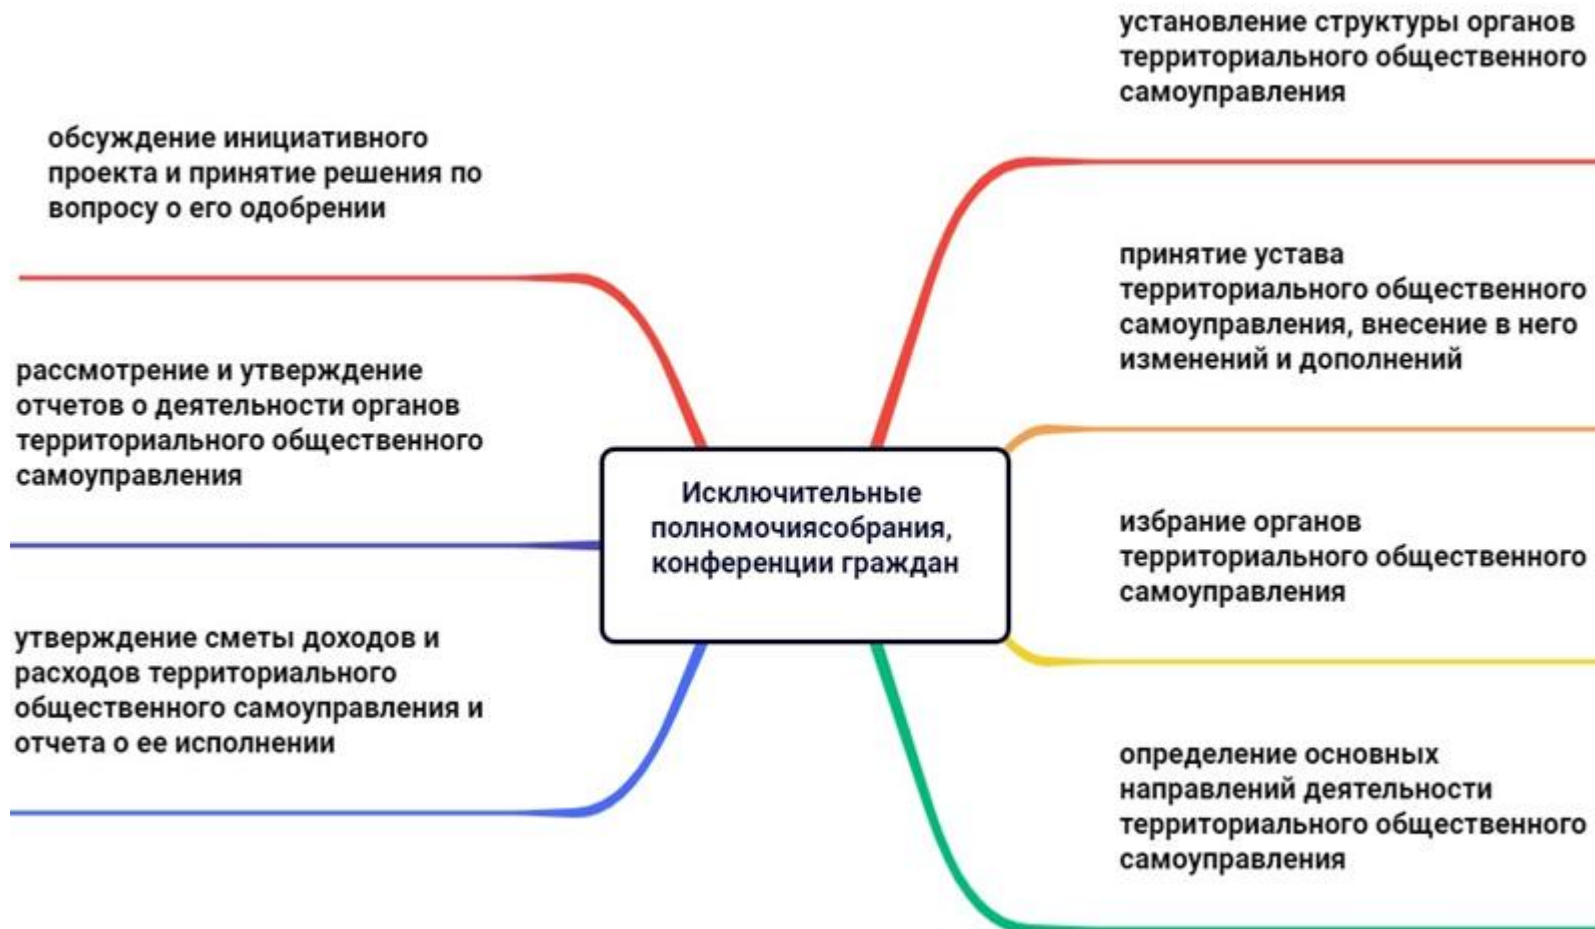 установление структуры органов
территориального общественного
самоуправления
принятие устава
территориального общественного
самоуправления, внесение в него
изменений и дополнений
избрание органов
территориального общественного
самоуправления
определение основных
направлений деятельности
территориального общественного
самоуправления
Исключительные
полномочиясобрания,
конференции граждан
обсуждение инициативного
проекта и принятие решения по
вопросу о его одобрении
рассмотрение и утверждение
отчетов о деятельности органов
территориального общественного
самоуправления
утверждение сметы доходов и
расходов территориального
общественного самоуправления и
отчета о ее исполнении